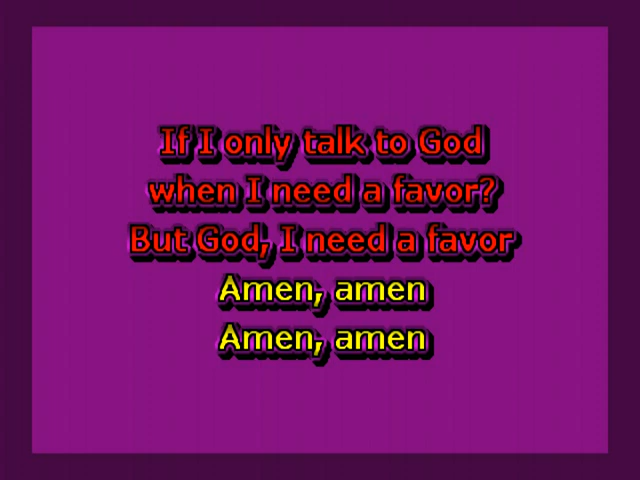 If I only talk to God
when I need a favor?
But God, I need a favor
Amen, amen
Amen, amen